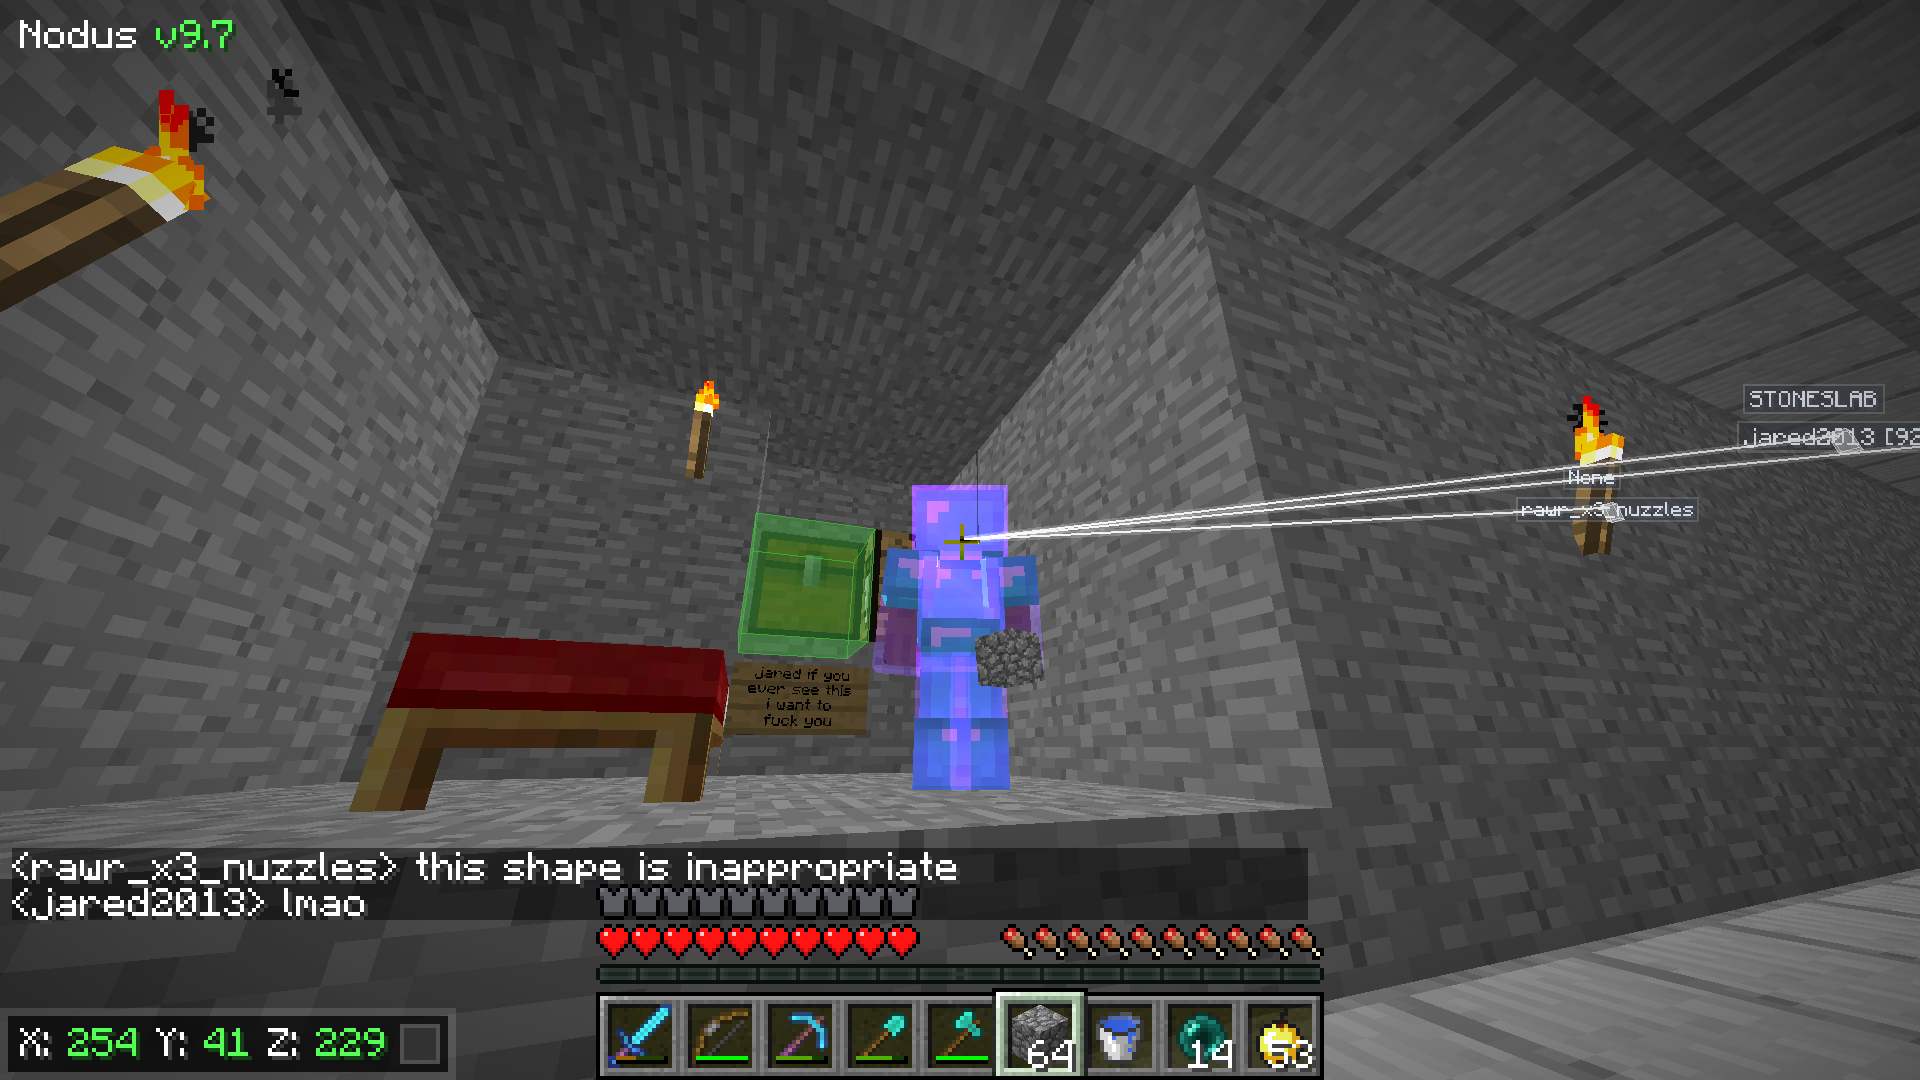 Nodus v9.7
STONESLAB
jared2013 [92
None
rawr_x3_nuzzles
jared if you
ever see this
i want to
fuck you
<rawr_x3_nuzzles> this shape is inappropriate
<jared2013> lmao
X: 254 Y: 41 Z: 229
64
14
53